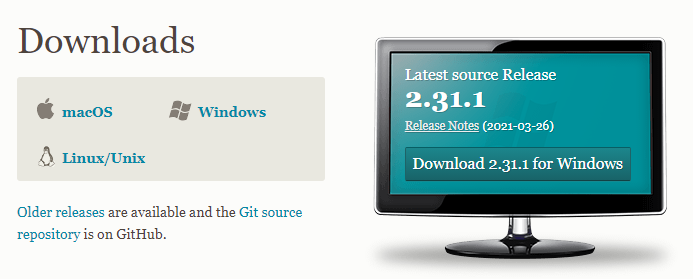 Downloads
macOS
Windows
Linux/Unix
Older releases are available and the Git source
repository is on GitHub.
Latest source Release
2.31.1
Release Notes (2021-03-26)
Download 2.31.1 for Windows